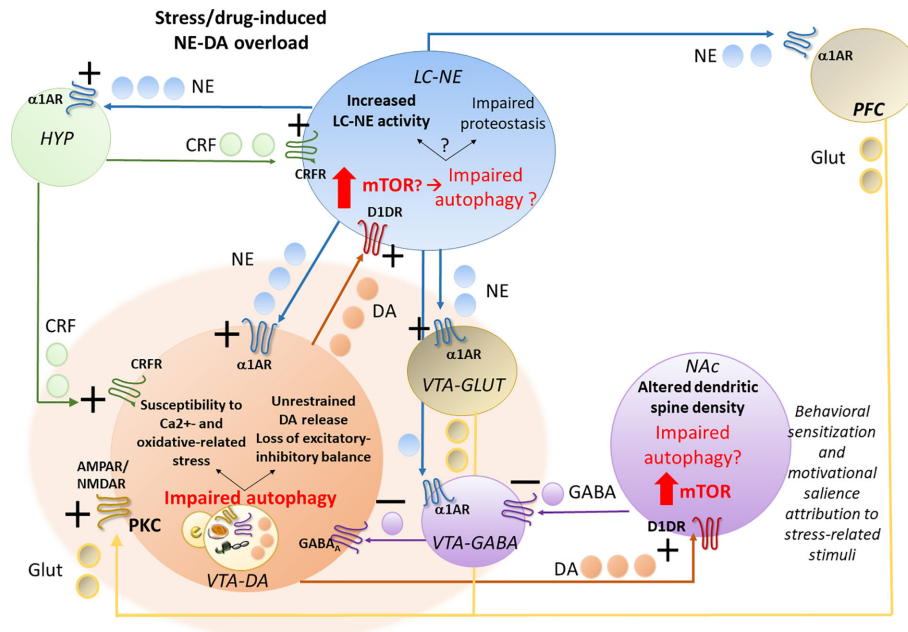 Stress/drug-induced
NE-DA overload
NE
α1AR
HYP
CRF
LC-NE
Increased
LC-NE activity
Impaired
proteostasis
?
CRFR
mTOR? → Impaired
autophagy ?
D1DR
NE
α1AR
PFC
Glut
NE
DA
NE
α1AR
α1AR
VTA-GLUT
CRF
CRFR
Susceptibility to
Ca2+- and
oxidative-related
stress
Unrestrained
DA release
Loss of excitatory-
inhibitory balance
AMPAR/
NMDAR
PKC
Impaired autophagy
VTA-DA
Glut
GABAA
α1AR
VTA-GABA
GABA
NAc
Altered dendritic
spine density
Impaired
autophagy?
mTOR
D1DR
DA
Behavioral
sensitization
and
motivational
salience
attribution to
stress-related
stimuli